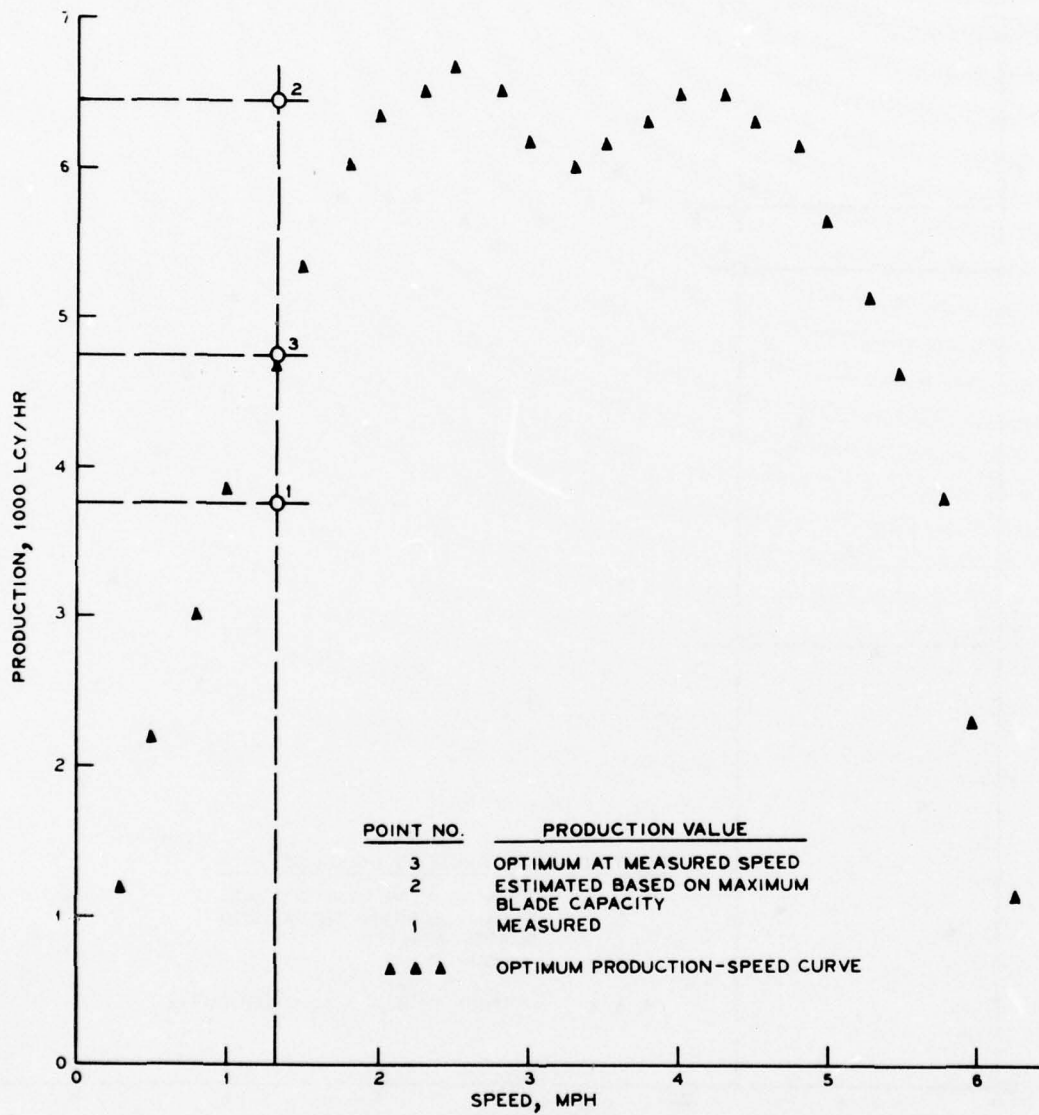 7
6
5
4
3
2
1
0
PRODUCTION, 1000 LCY/HR
2
3
1
POINT NO. PRODUCTION VALUE
3 OPTIMUM AT MEASURED SPEED
2 ESTIMATED BASED ON MAXIMUM
BLADE CAPACITY
1 MEASURED
OPTIMUM PRODUCTION-SPEED CURVE
0 1 2 3 4 5 6
SPEED, MPH